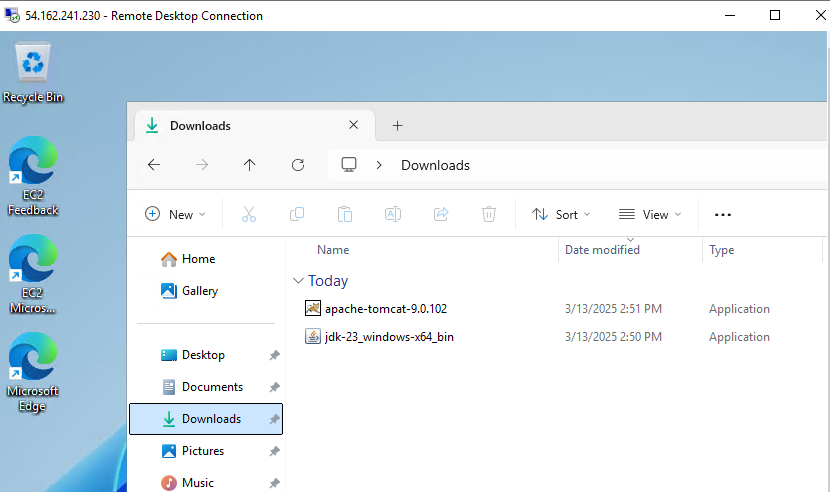 54.162.241.230 - Remote Desktop Connection
Recycle Bin
EC2
Feedback
EC2
Micros...
Microsoft
Edge
Downloads
Downloads
New
Sort
View
Home
Gallery
Desktop
Documents
Downloads
Pictures
Music
Name Date modified Type
Today
apache-tomcat-9.0.102 3/13/2025 2:51 PM Application
jdk-23_windows-x64_bin 3/13/2025 2:50 PM Application